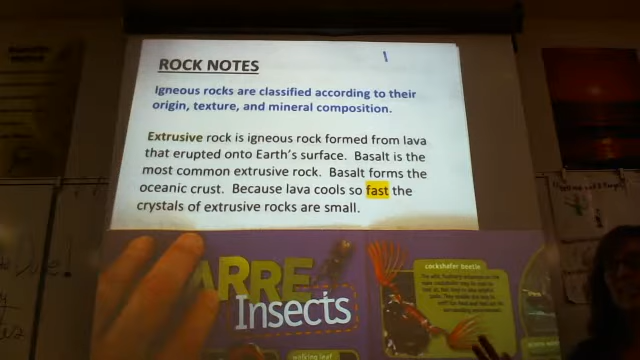 ROCK NOTES
1
Igneous rocks are classified according to their
origin, texture, and mineral composition.
Extrusive rock is igneous rock formed from lava
that erupted onto Earth's surface. Basalt is the
most common extrusive rock. Basalt forms the
oceanic crust. Because lava cools so fast the
crystals of extrusive rocks are small.
ARRE
Insects
cockshafer beetle
walking leaf